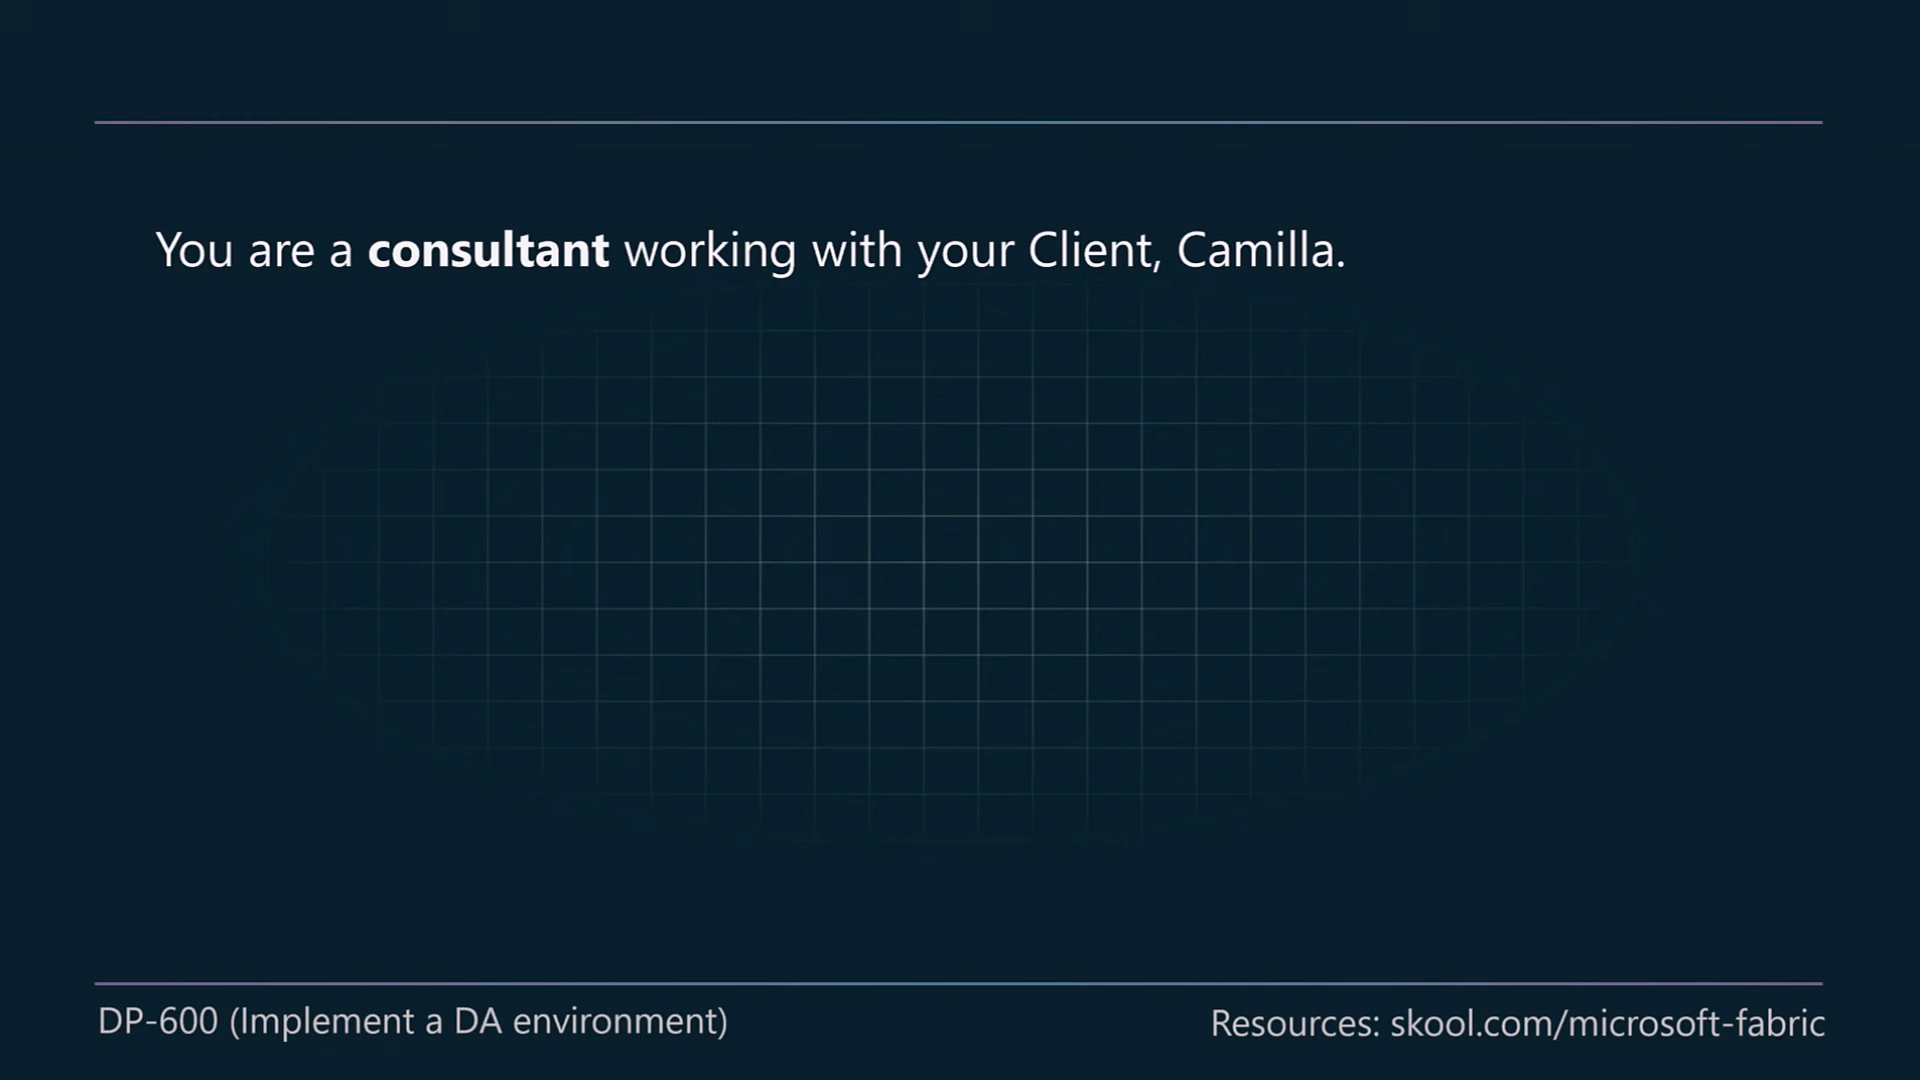 You are a consultant working with your Client, Camilla.
DP-600 (Implement a DA environment)
Resources: skool.com/microsoft-fabric